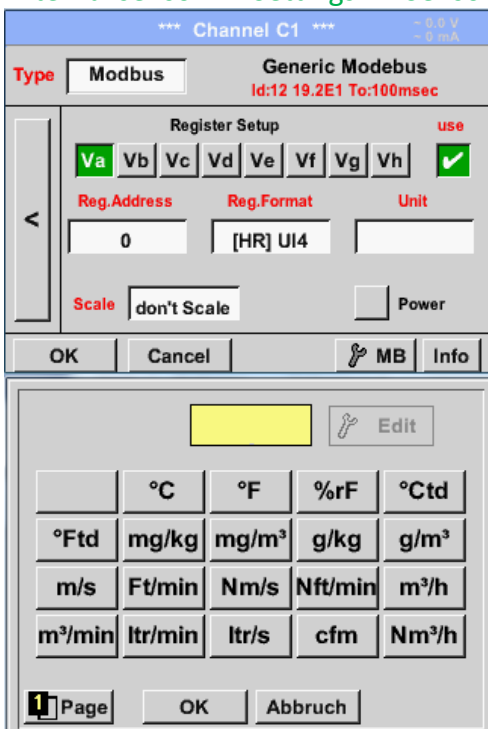 *** Channel C1 *** ~ 0.0 V
~ 0 mA
Type Modbus Generic Modebus
Id:12 19.2E1 To:100msec
Register Setup use
Va Vb Vc Vd Ve Vf Vg Vh
Reg.Address Reg.Format Unit
< 0 [HR] UI4
Scale don't Scale Power
OK Cancel MB Info
Edit
°C °F %rF °Ctd
°Ftd mg/kg mg/m³ g/kg g/m³
m/s Ft/min Nm/s Nft/min m³/h
m³/min ltr/min ltr/s cfm Nm³/h
1 Page OK Abbruch